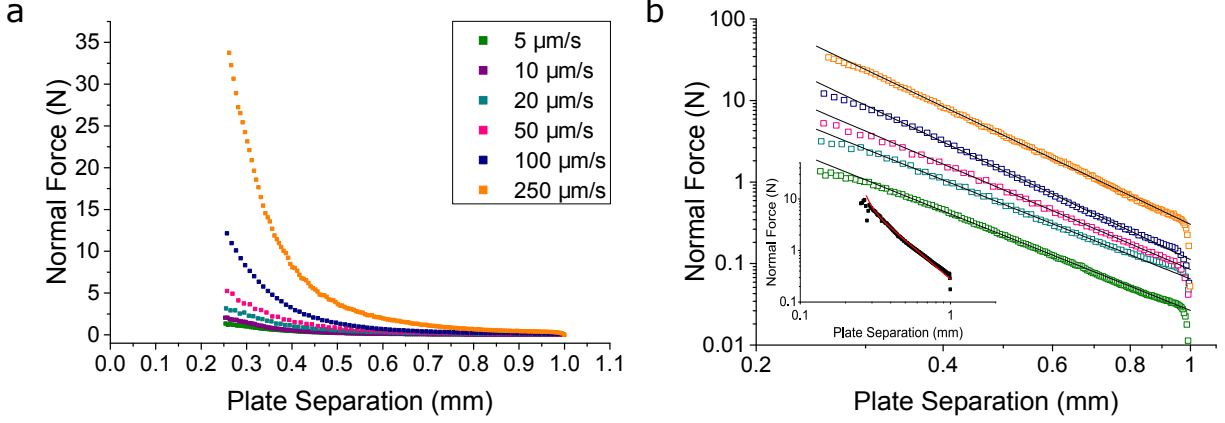 a
Normal Force (N)
35
30
25
20
15
10
5
0
0.0 0.1 0.2 0.3 0.4 0.5 0.6 0.7 0.8 0.9 1.0 1.1
Plate Separation (mm)
5 µm/s
10 µm/s
20 µm/s
50 µm/s
100 µm/s
250 µm/s
b
Normal Force (N)
100
10
1
0.1
0.01
0.2 0.4 0.6 0.8 1
Plate Separation (mm)
Normal Force (N)
10
1
0.1
0.1 1
Plate Separation (mm)